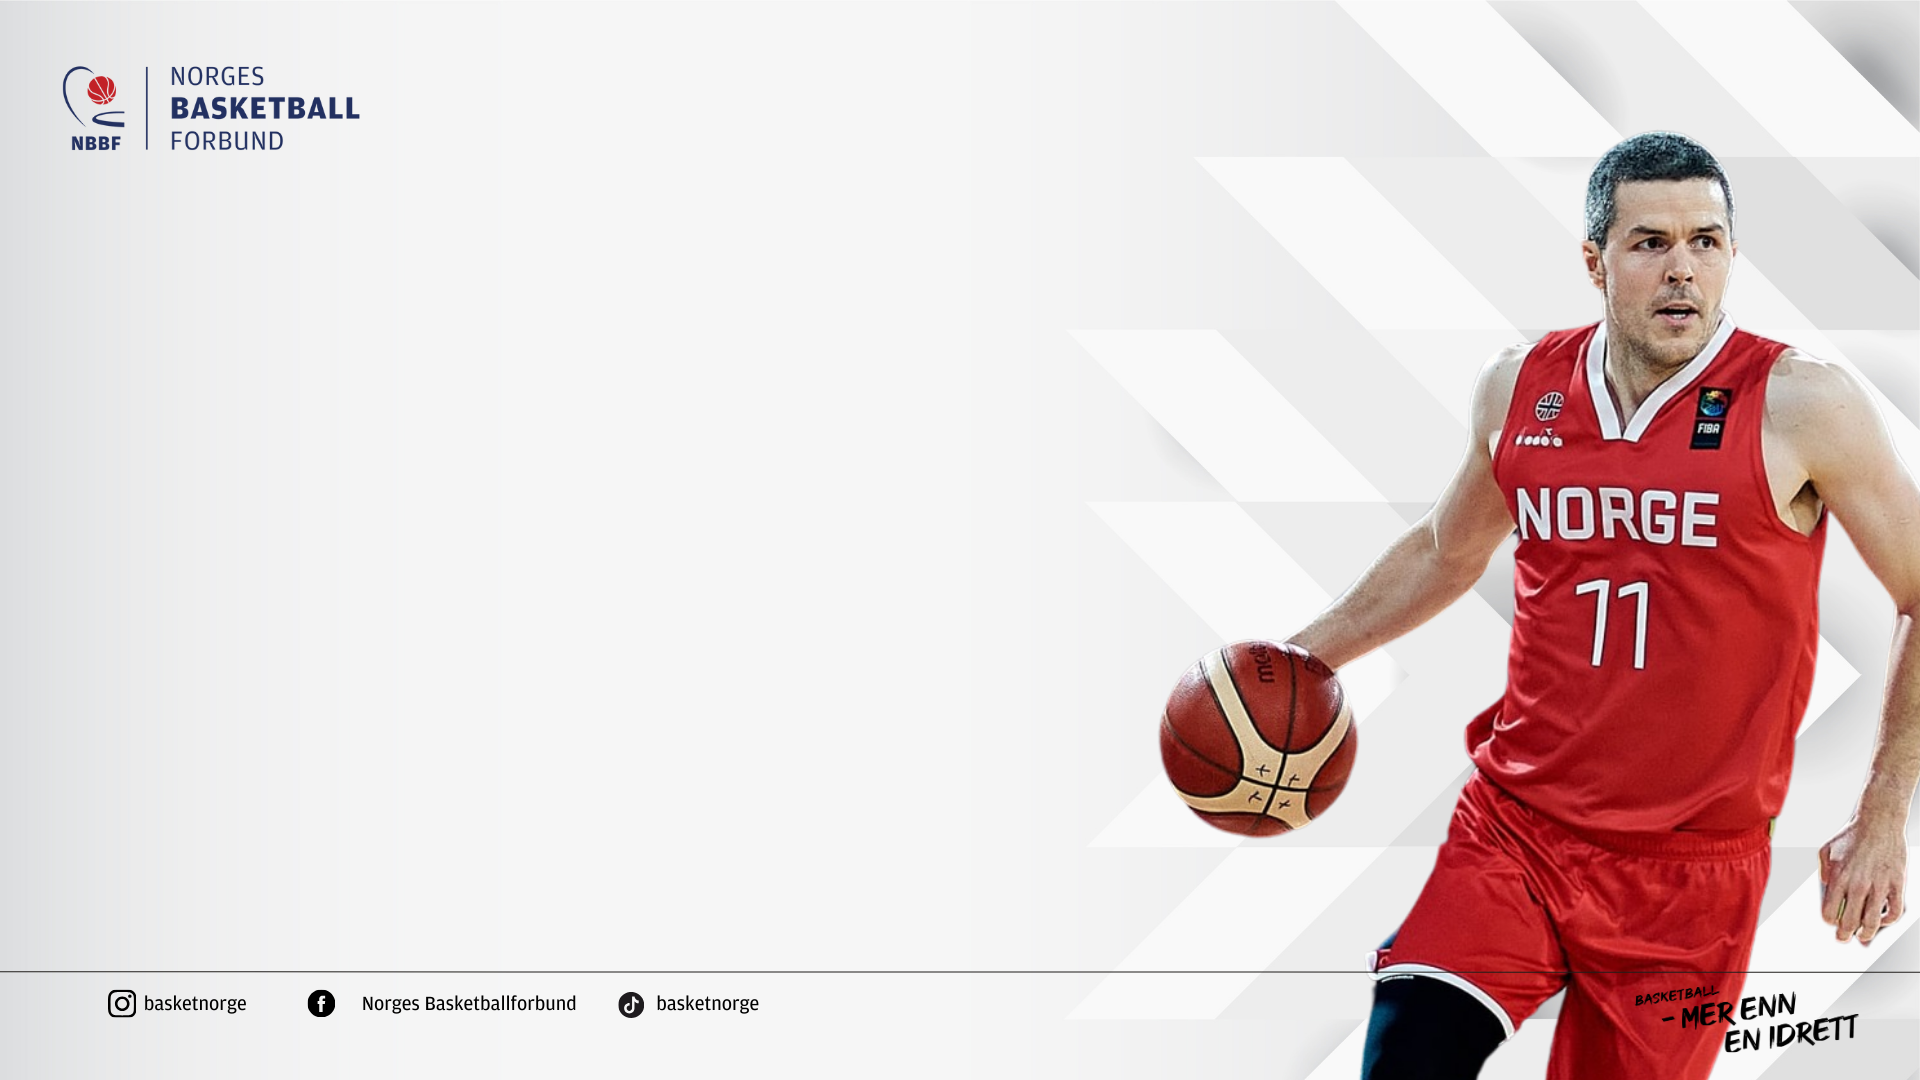 NORGES
BASKETBALL
FORBUND
NBBF
FIBA
NORGE
11
basketnorge
Norges Basketballforbund
basketnorge
BASKETBALL
- MER ENN
EN IDRETT